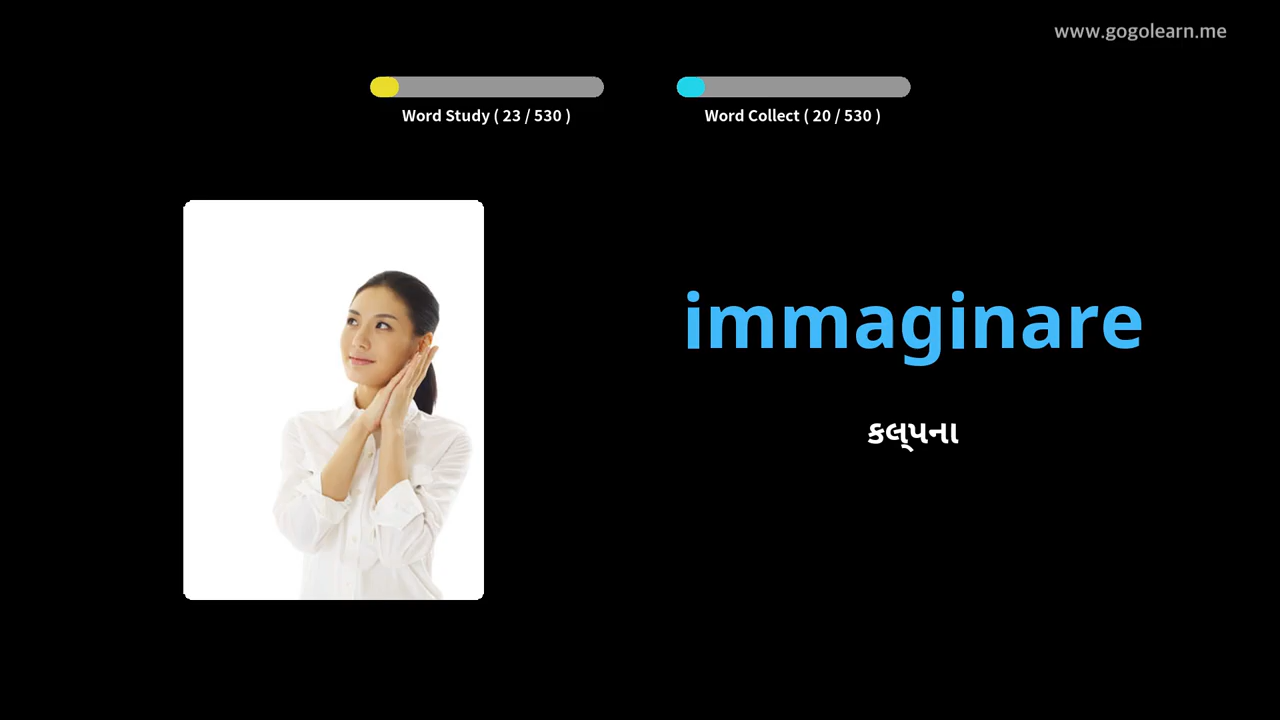 www.gogolearn.me
Word Study ( 23 / 530 )
Word Collect ( 20 / 530 )
immaginare
કલ્પના